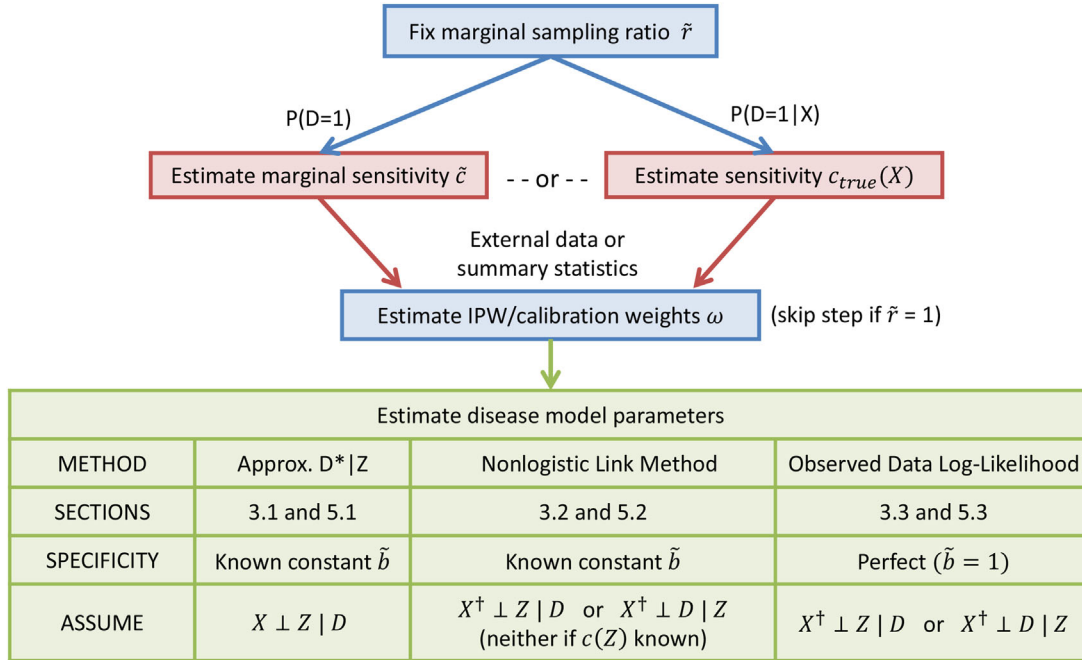 Fix marginal sampling ratio r̃
P(D=1)
P(D=1|X)
Estimate marginal sensitivity c̃
- - or - -
Estimate sensitivity c_true(X)
External data or
summary statistics
Estimate IPW/calibration weights ω
(skip step if r̃ = 1)
Estimate disease model parameters
METHOD
Approx. D*|Z
Nonlogistic Link Method
Observed Data Log-Likelihood
SECTIONS
3.1 and 5.1
3.2 and 5.2
3.3 and 5.3
SPECIFICITY
Known constant b̃
Known constant b̃
Perfect (b̃ = 1)
ASSUME
X ⊥ Z | D
X† ⊥ Z | D or X† ⊥ D | Z
(neither if c(Z) known)
X† ⊥ Z | D or X† ⊥ D | Z